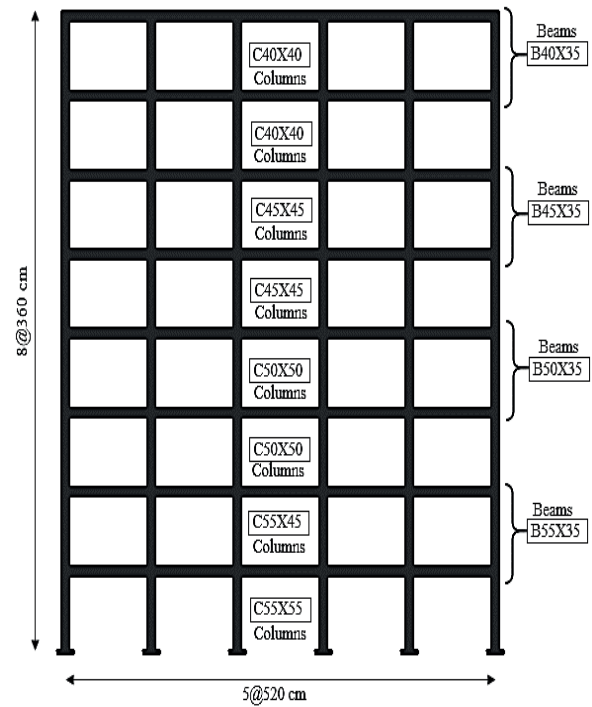 Beams
B40X35
C40X40
Columns
C40X40
Columns
Beams
B45X35
C45X45
Columns
C45X45
Columns
Beams
B50X35
C50X50
Columns
C50X50
Columns
Beams
B55X35
C55X45
Columns
C55X55
Columns
8@360 cm
5@520 cm